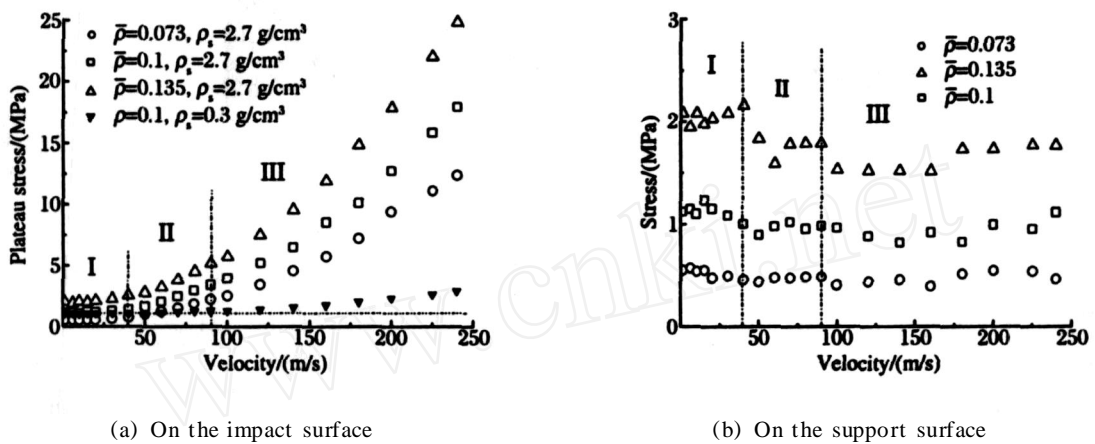 25
20
15
10
5
0
Plateau stress/(MPa)
ρ̄=0.073, ρs=2.7 g/cm³
ρ̄=0.1, ρs=2.7 g/cm³
ρ̄=0.135, ρs=2.7 g/cm³
ρ=0.1, ρs=0.3 g/cm³
I
II
III
50 100 150 200 250
Velocity/(m/s)
(a) On the impact surface
3
2
1
0
Stress/(MPa)
I
II
III
ρ̄=0.073
ρ̄=0.135
ρ̄=0.1
50 100 150 200 250
Velocity/(m/s)
(b) On the support surface
www.cnki.net